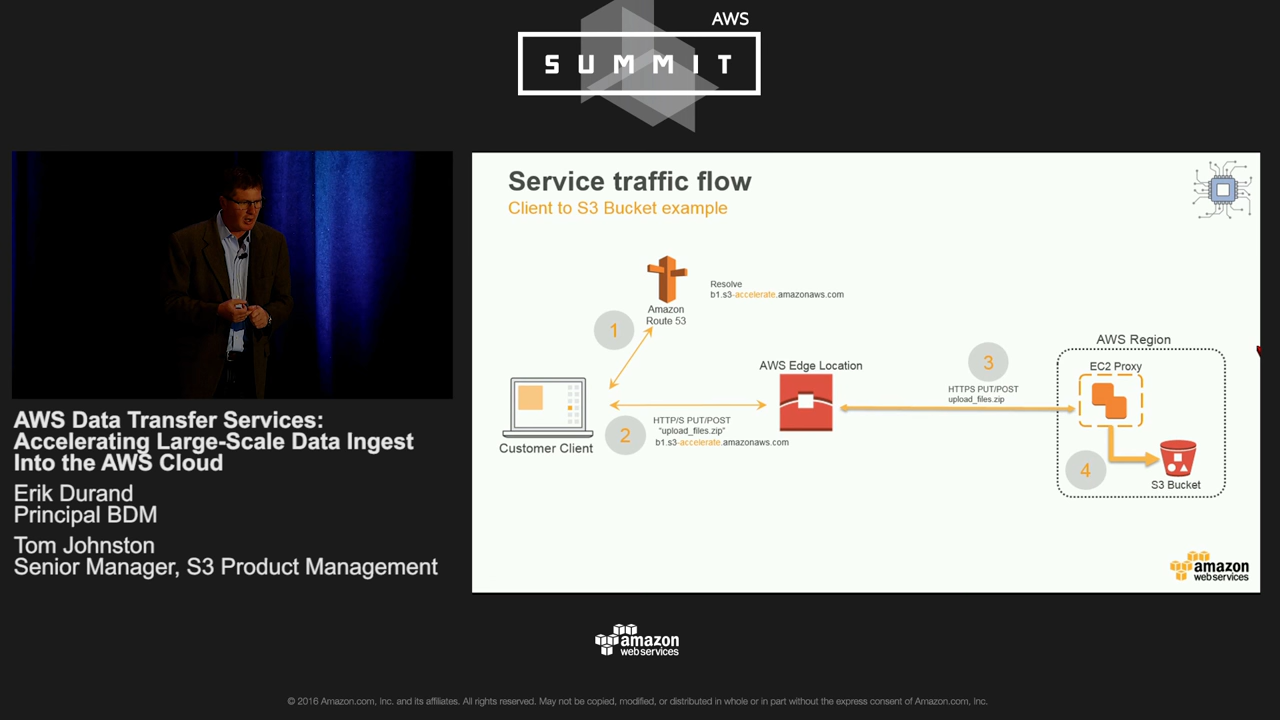 AWS
SUMMIT
Service traffic flow
Client to S3 Bucket example
Resolve
b1.s3-accelerate.amazonaws.com
Amazon
Route 53
1
AWS Edge Location
3
HTTPS PUT/POST
upload_files.zip
AWS Region
EC2 Proxy
Customer Client
2
HTTP/S PUT/POST
"upload_files.zip"
b1.s3-accelerate.amazonaws.com
4
S3 Bucket
amazon
web services
AWS Data Transfer Services:
Accelerating Large-Scale Data Ingest
Into the AWS Cloud
Erik Durand
Principal BDM
Tom Johnston
Senior Manager, S3 Product Management
amazon
web services
© 2016 Amazon.com, Inc. and its affiliates. All rights reserved. May not be copied, modified, or distributed in whole or in part without the express consent of Amazon.com, Inc.